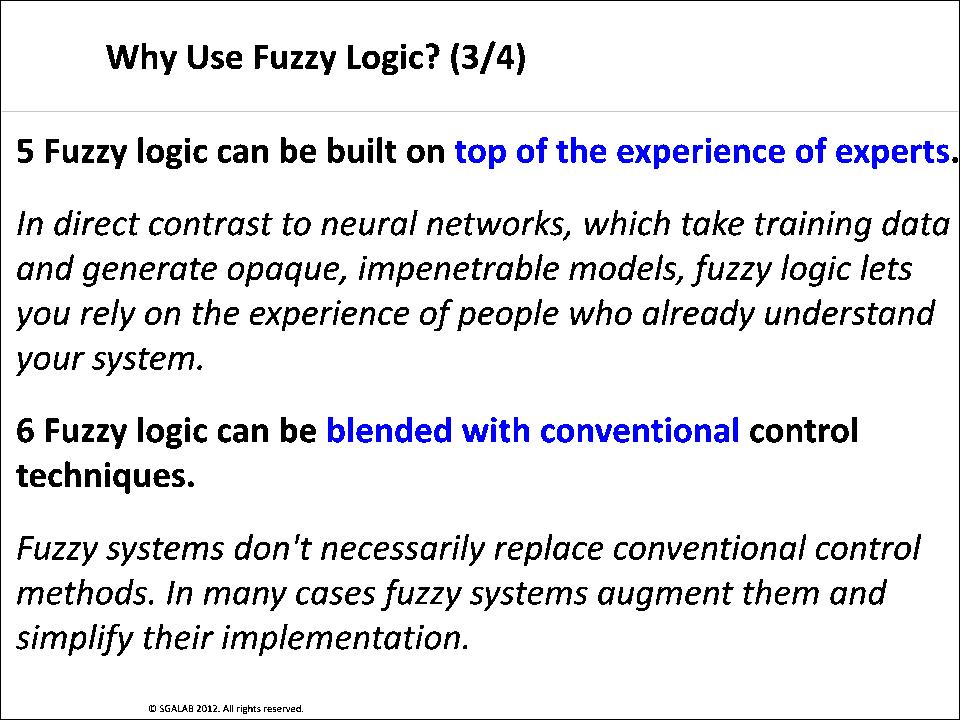 Why Use Fuzzy Logic? (3/4)
5 Fuzzy logic can be built on top of the experience of experts.
In direct contrast to neural networks, which take training data
and generate opaque, impenetrable models, fuzzy logic lets
you rely on the experience of people who already understand
your system.
6 Fuzzy logic can be blended with conventional control
techniques.
Fuzzy systems don't necessarily replace conventional control
methods. In many cases fuzzy systems augment them and
simplify their implementation.
© SGALAB 2012. All rights reserved.